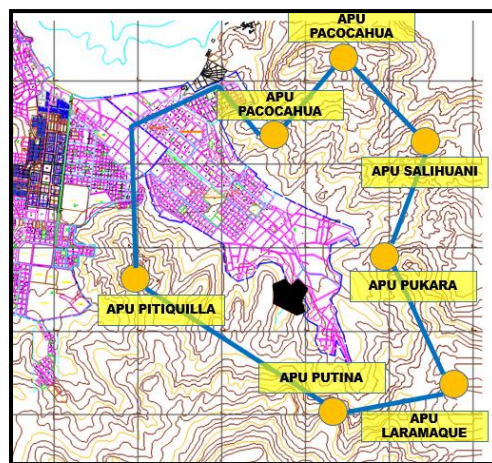 APU
PACOCAHUA
APU
PACOCAHUA
APU SALIHUANI
APU PUKARA
APU PITIQUILLA
APU PUTINA
APU
LARAMAQUE